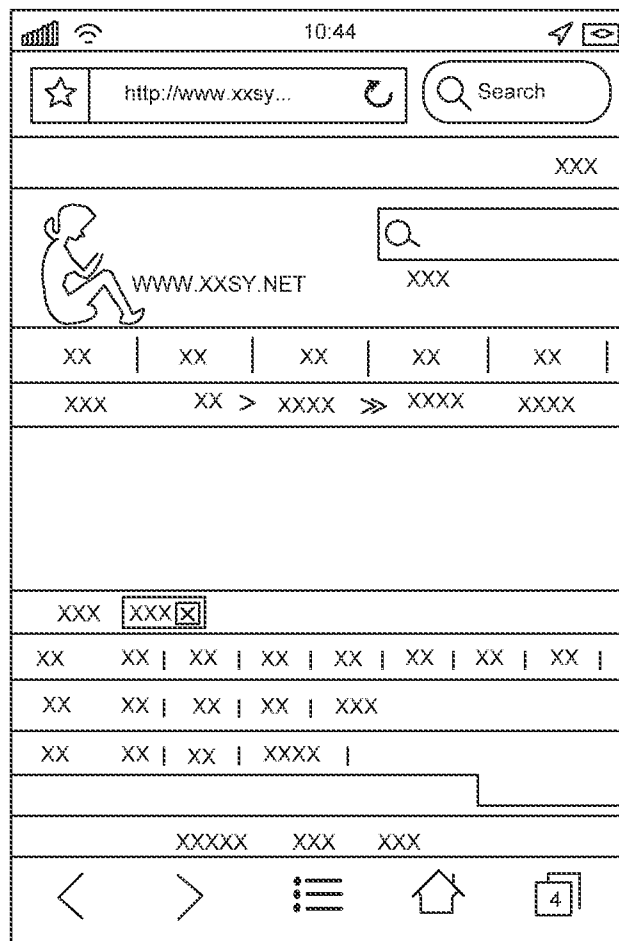 10:44
http://www.xxsy... Search
XXX
WWW.XXSY.NET XXX
XX | XX | XX | XX | XX |
XXX XX > XXXX >> XXXX XXXX
XXX XXX X
XX XX | XX | XX | XX | XX | XX | XX |
XX XX | XX | XX | XXX
XX XX | XX | XXXX |
XXXXX XXX XXX
4